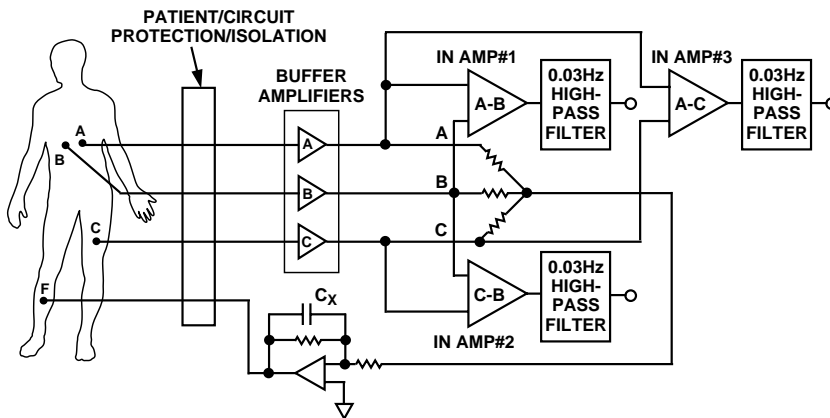 PATIENT/CIRCUIT
PROTECTION/ISOLATION
BUFFER
AMPLIFIERS
IN AMP#1
IN AMP#3
0.03Hz
HIGH-
PASS
FILTER
0.03Hz
HIGH-
PASS
FILTER
A-B
A-C
A
B
C
F
A
B
C
A
B
C
C-B
0.03Hz
HIGH-
PASS
FILTER
IN AMP#2
CX